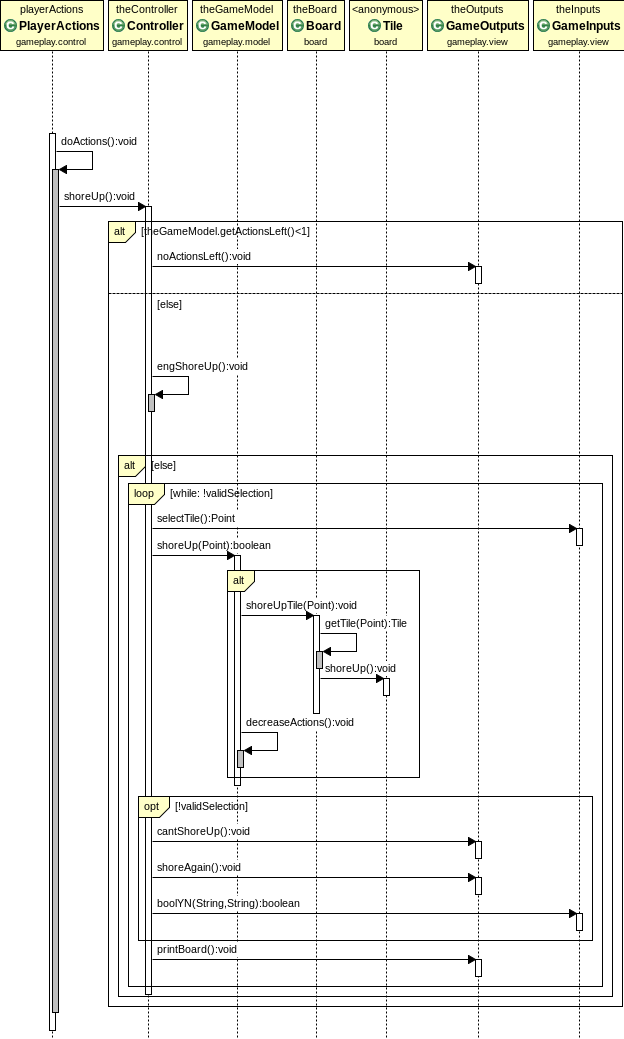 playerActions
C PlayerActions
gameplay.control
theController
C Controller
gameplay.control
theGameModel
C GameModel
gameplay.model
theBoard
C Board
board
<anonymous>
C Tile
board
theOutputs
C GameOutputs
gameplay.view
theInputs
C GameInputs
gameplay.view
doActions():void
shoreUp():void
alt [theGameModel.getActionsLeft()<1]
noActionsLeft():void
[else]
engShoreUp():void
alt [else]
loop [while: !validSelection]
selectTile():Point
shoreUp(Point):boolean
alt
shoreUpTile(Point):void
getTile(Point):Tile
shoreUp():void
decreaseActions():void
opt [!validSelection]
cantShoreUp():void
shoreAgain():void
boolYN(String,String):boolean
printBoard():void